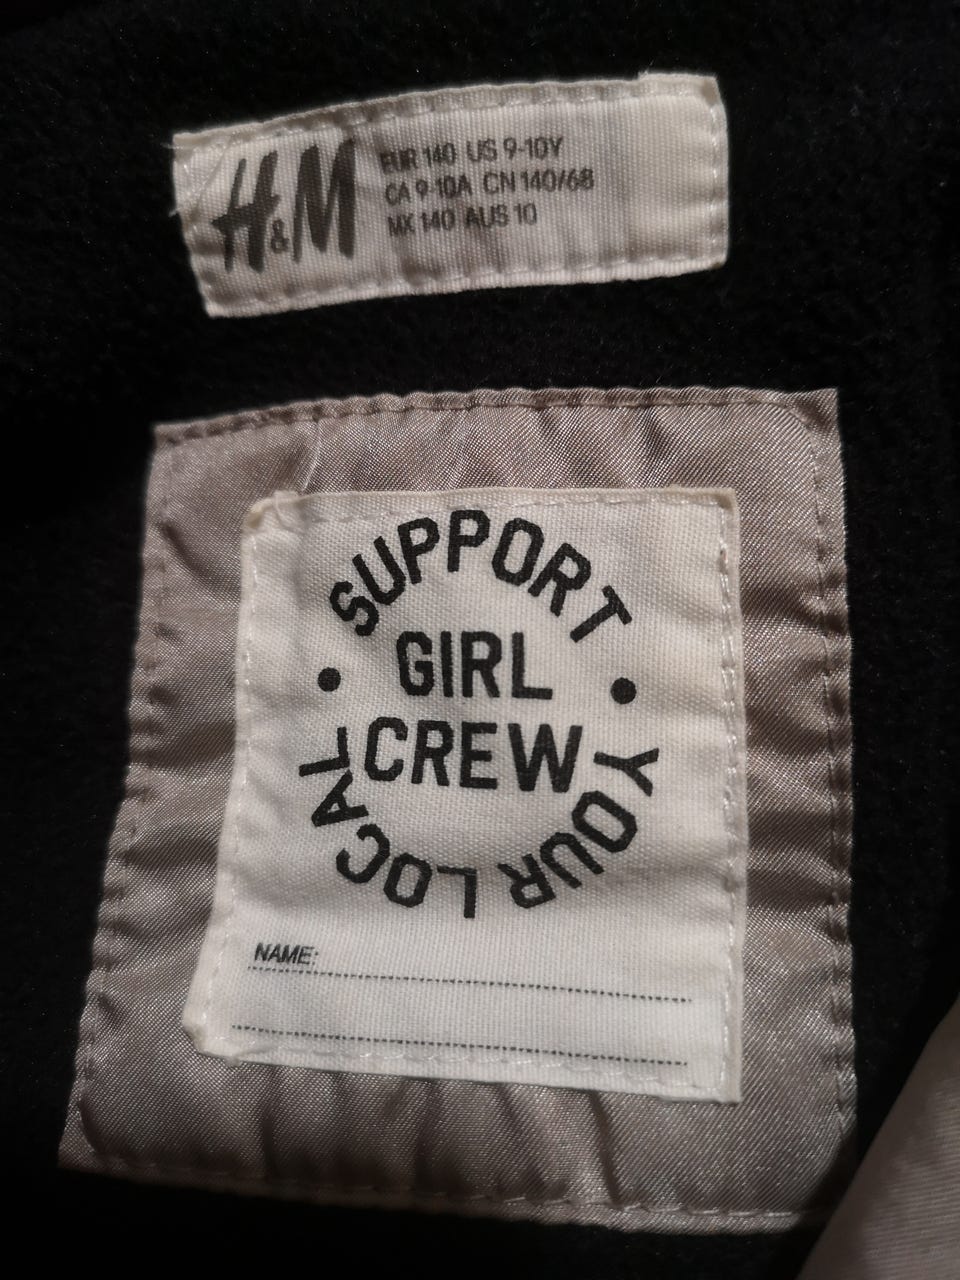 H&M
EUR 140 US 9-10Y
CA 9-10A CN 140/68
MX 140 AUS 10
SUPPORT
GIRL
CREW
YOUR LOCAL
NAME: